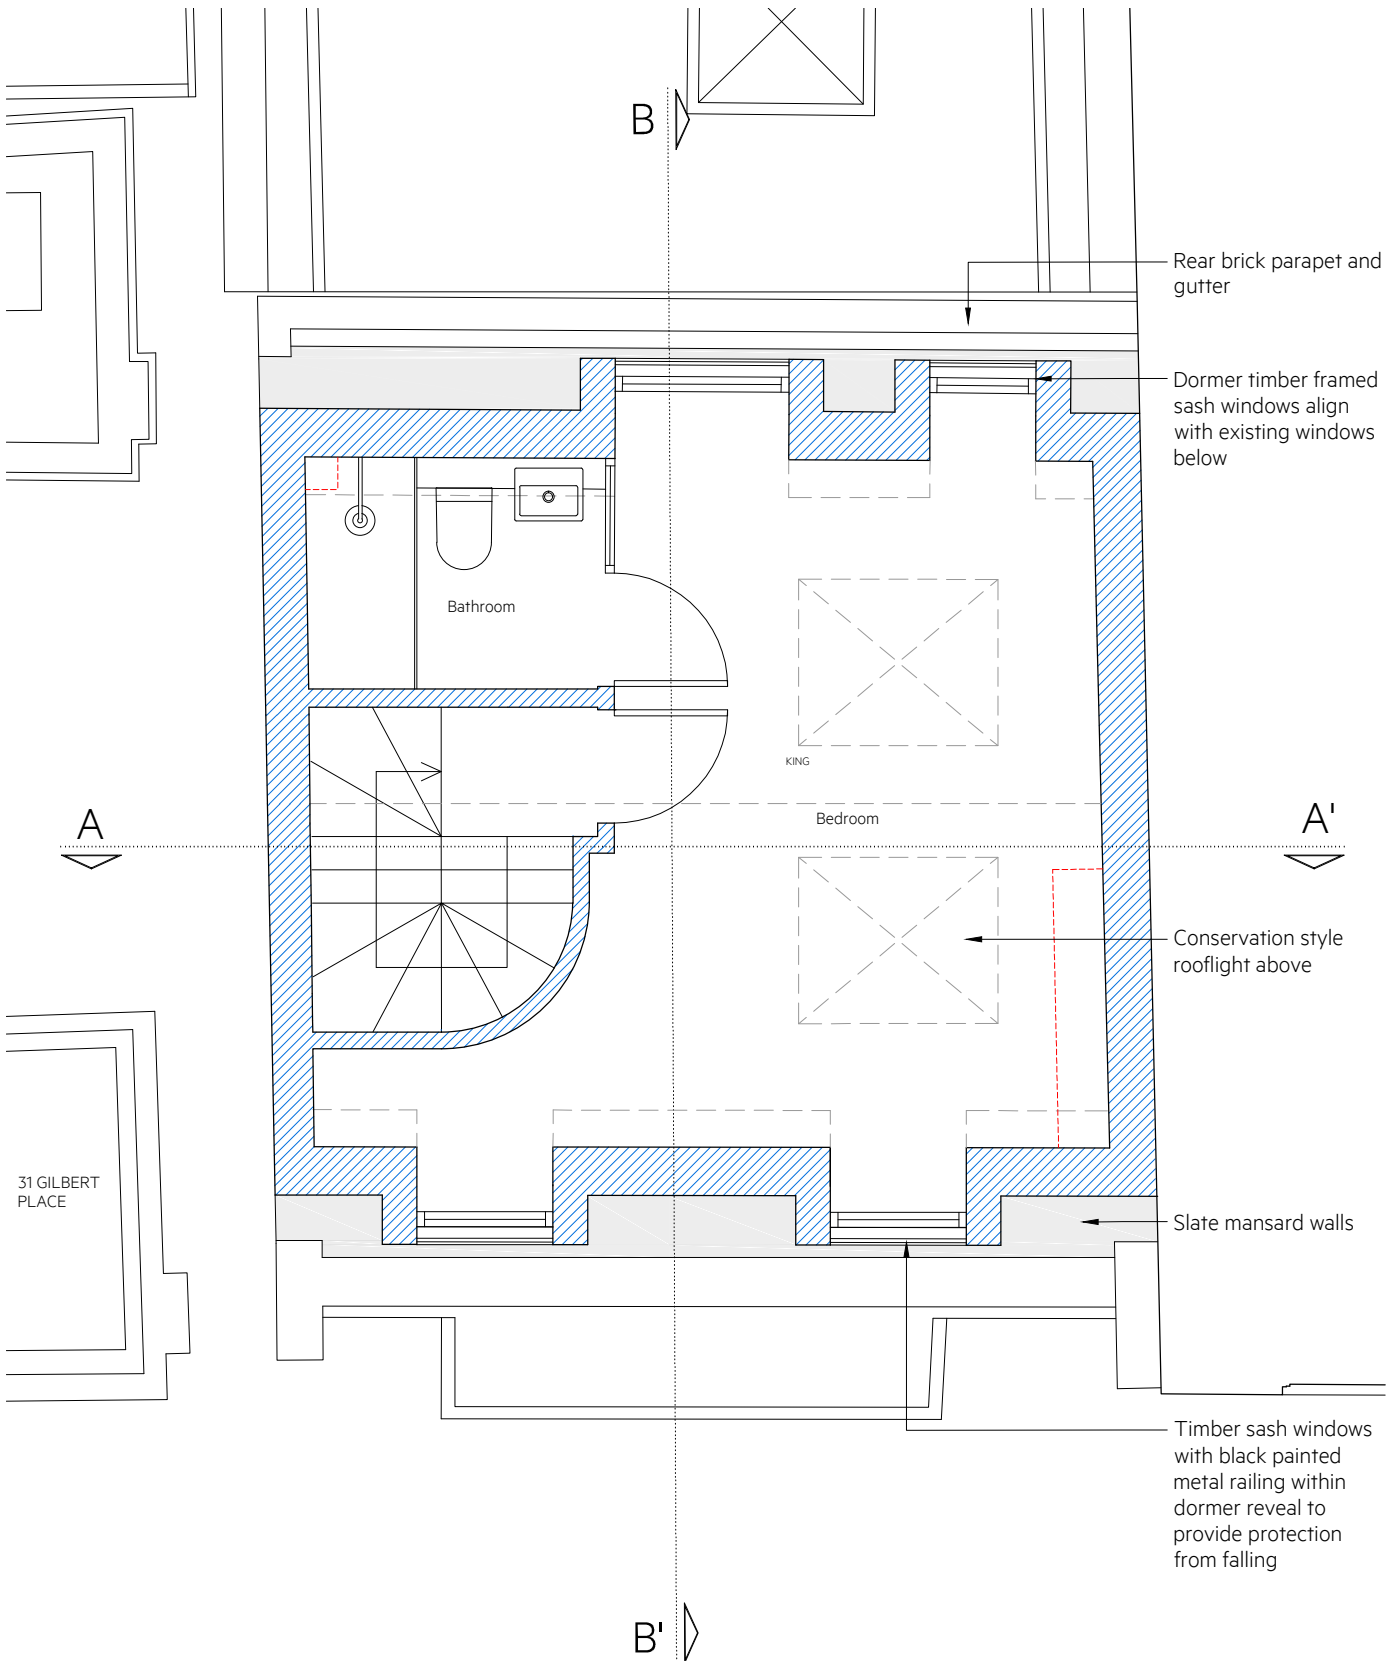 B
Rear brick parapet and
gutter
Dormer timber framed
sash windows align
with existing windows
below
Bathroom
KING
Bedroom
A
A'
Conservation style
rooflight above
31 GILBERT
PLACE
Slate mansard walls
Timber sash windows
with black painted
metal railing within
dormer reveal to
provide protection
from falling
B'